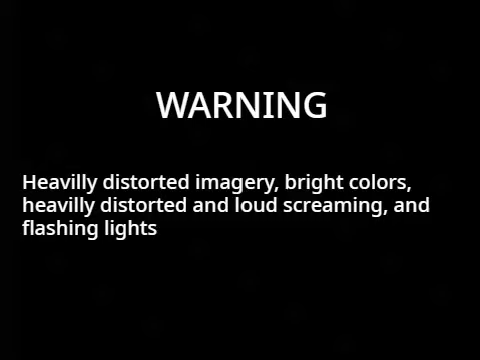 WARNING
Heavilly distorted imagery, bright colors,
heavilly distorted and loud screaming, and
flashing lights